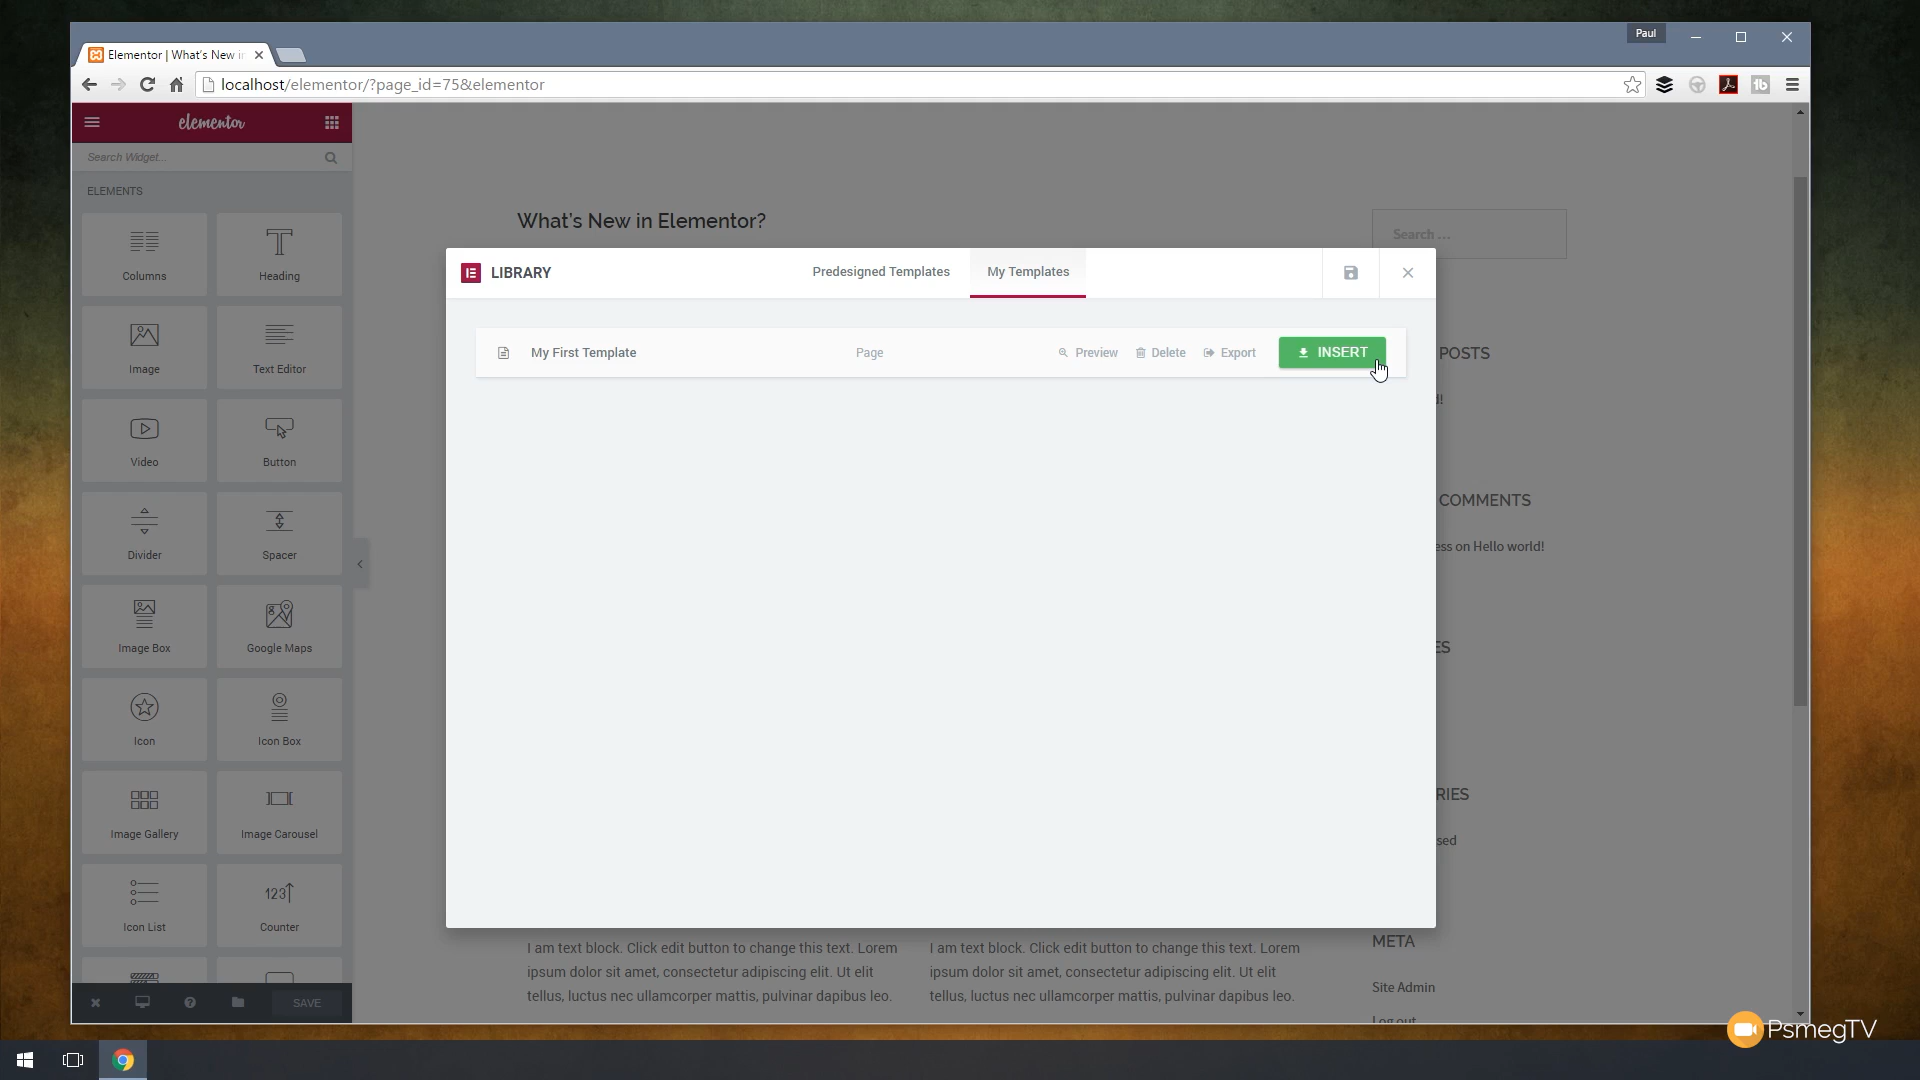 Paul
Elementor | What's New in
localhost/elementor/?page_id=75&elementor
elementor
Search Widget...
ELEMENTS
Columns
Heading
Image
Text Editor
Video
Button
Divider
Spacer
Image Box
Google Maps
Icon
Icon Box
Image Gallery
Image Carousel
Icon List
123
Counter
SAVE
What's New in Elementor?
Search ...
LIBRARY
Predesigned Templates
My Templates
My First Template
Page
Preview
Delete
Export
INSERT
POSTS
d!
COMMENTS
ess on Hello world!
ES
RIES
sed
I am text block. Click edit button to change this text. Lorem
ipsum dolor sit amet, consectetur adipiscing elit. Ut elit
tellus, luctus nec ullamcorper mattis, pulvinar dapibus leo.
I am text block. Click edit button to change this text. Lorem
ipsum dolor sit amet, consectetur adipiscing elit. Ut elit
tellus, luctus nec ullamcorper mattis, pulvinar dapibus leo.
META
Site Admin
Log out
PsmegTV